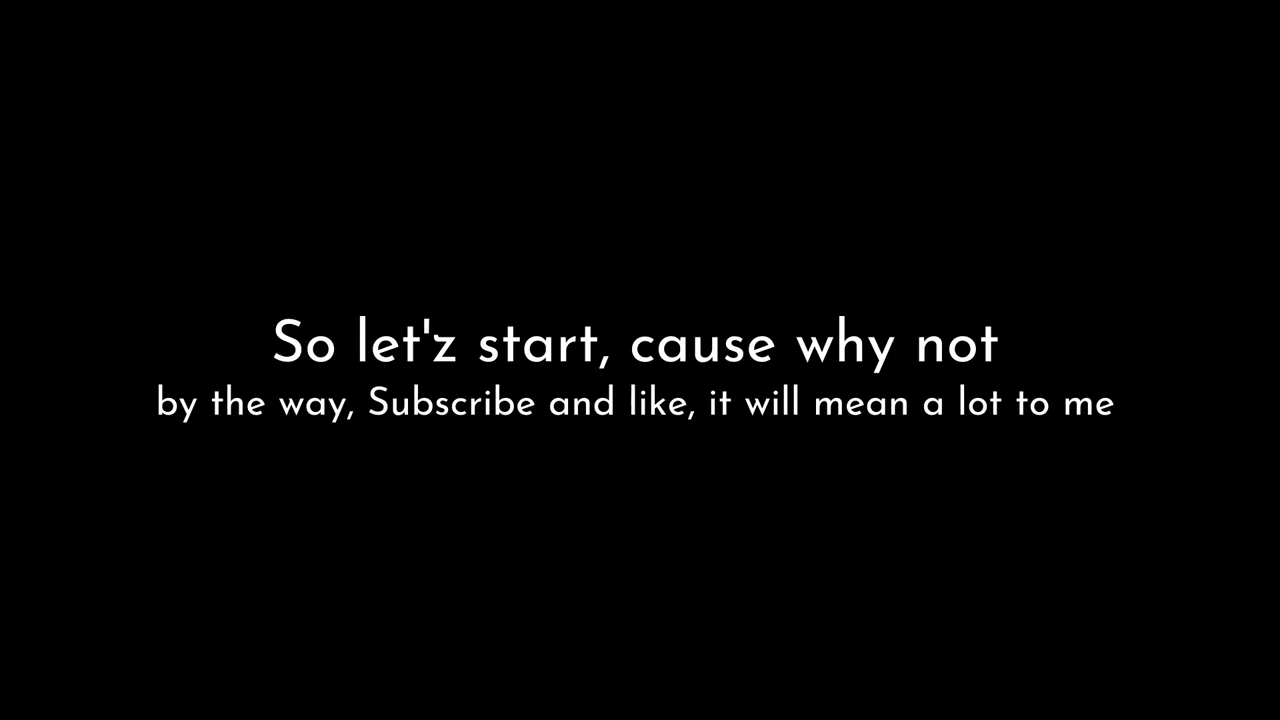 So let'z start, cause why not
by the way, Subscribe and like, it will mean a lot to me